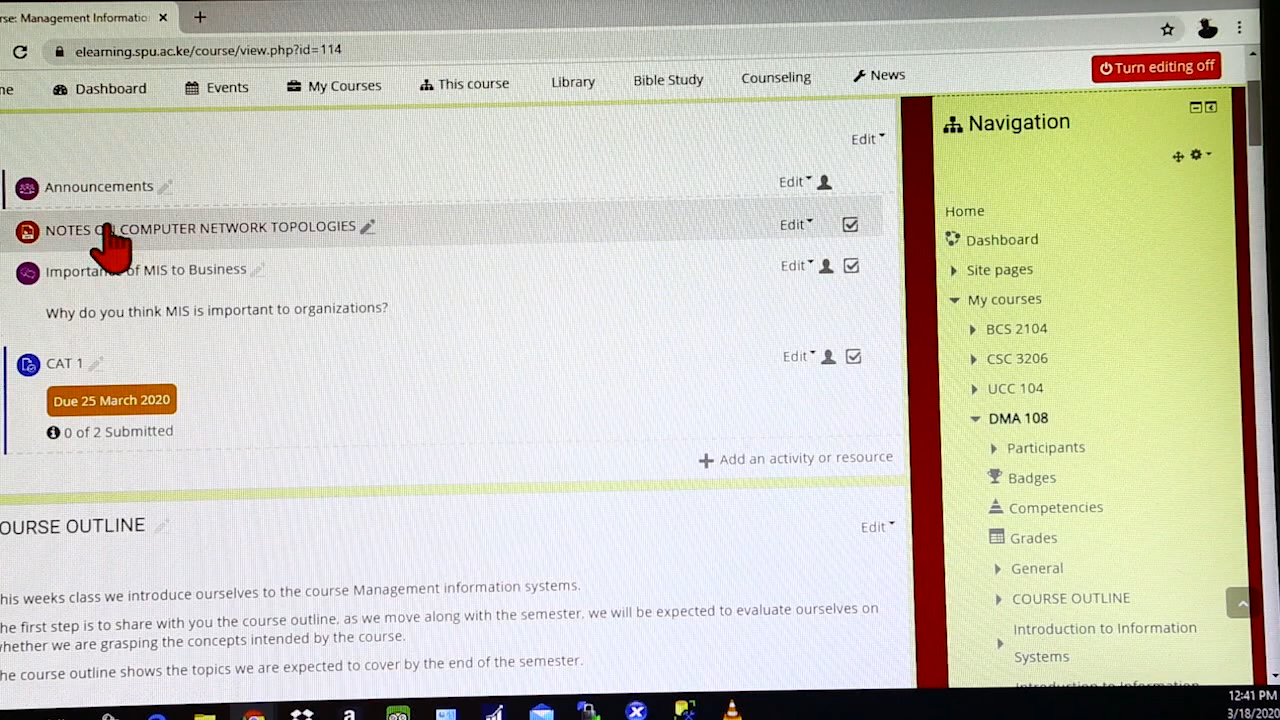 rse: Management Informatio
elearning.spu.ac.ke/course/view.php?id=114
Dashboard Events My Courses This course Library Bible Study Counseling News Turn editing off
Edit
Announcements Edit
NOTES COMPUTER NETWORK TOPOLOGIES Edit
of MIS to Business Edit
Why do you think MIS is important to organizations?
CAT 1 Edit
Due 25 March 2020
0 of 2 Submitted
Add an activity or resource
OURSE OUTLINE Edit
his weeks class we introduce ourselves to the course Management information systems.
he first step is to share with you the course outline, as we move along with the semester, we will be expected to evaluate ourselves on
whether we are grasping the concepts intended by the course.
he course outline shows the topics we are expected to cover by the end of the semester.
Navigation
Home
Dashboard
Site pages
My courses
BCS 2104
CSC 3206
UCC 104
DMA 108
Participants
Badges
Competencies
Grades
General
COURSE OUTLINE
Introduction to Information
Systems
12:41 PM
3/18/2020